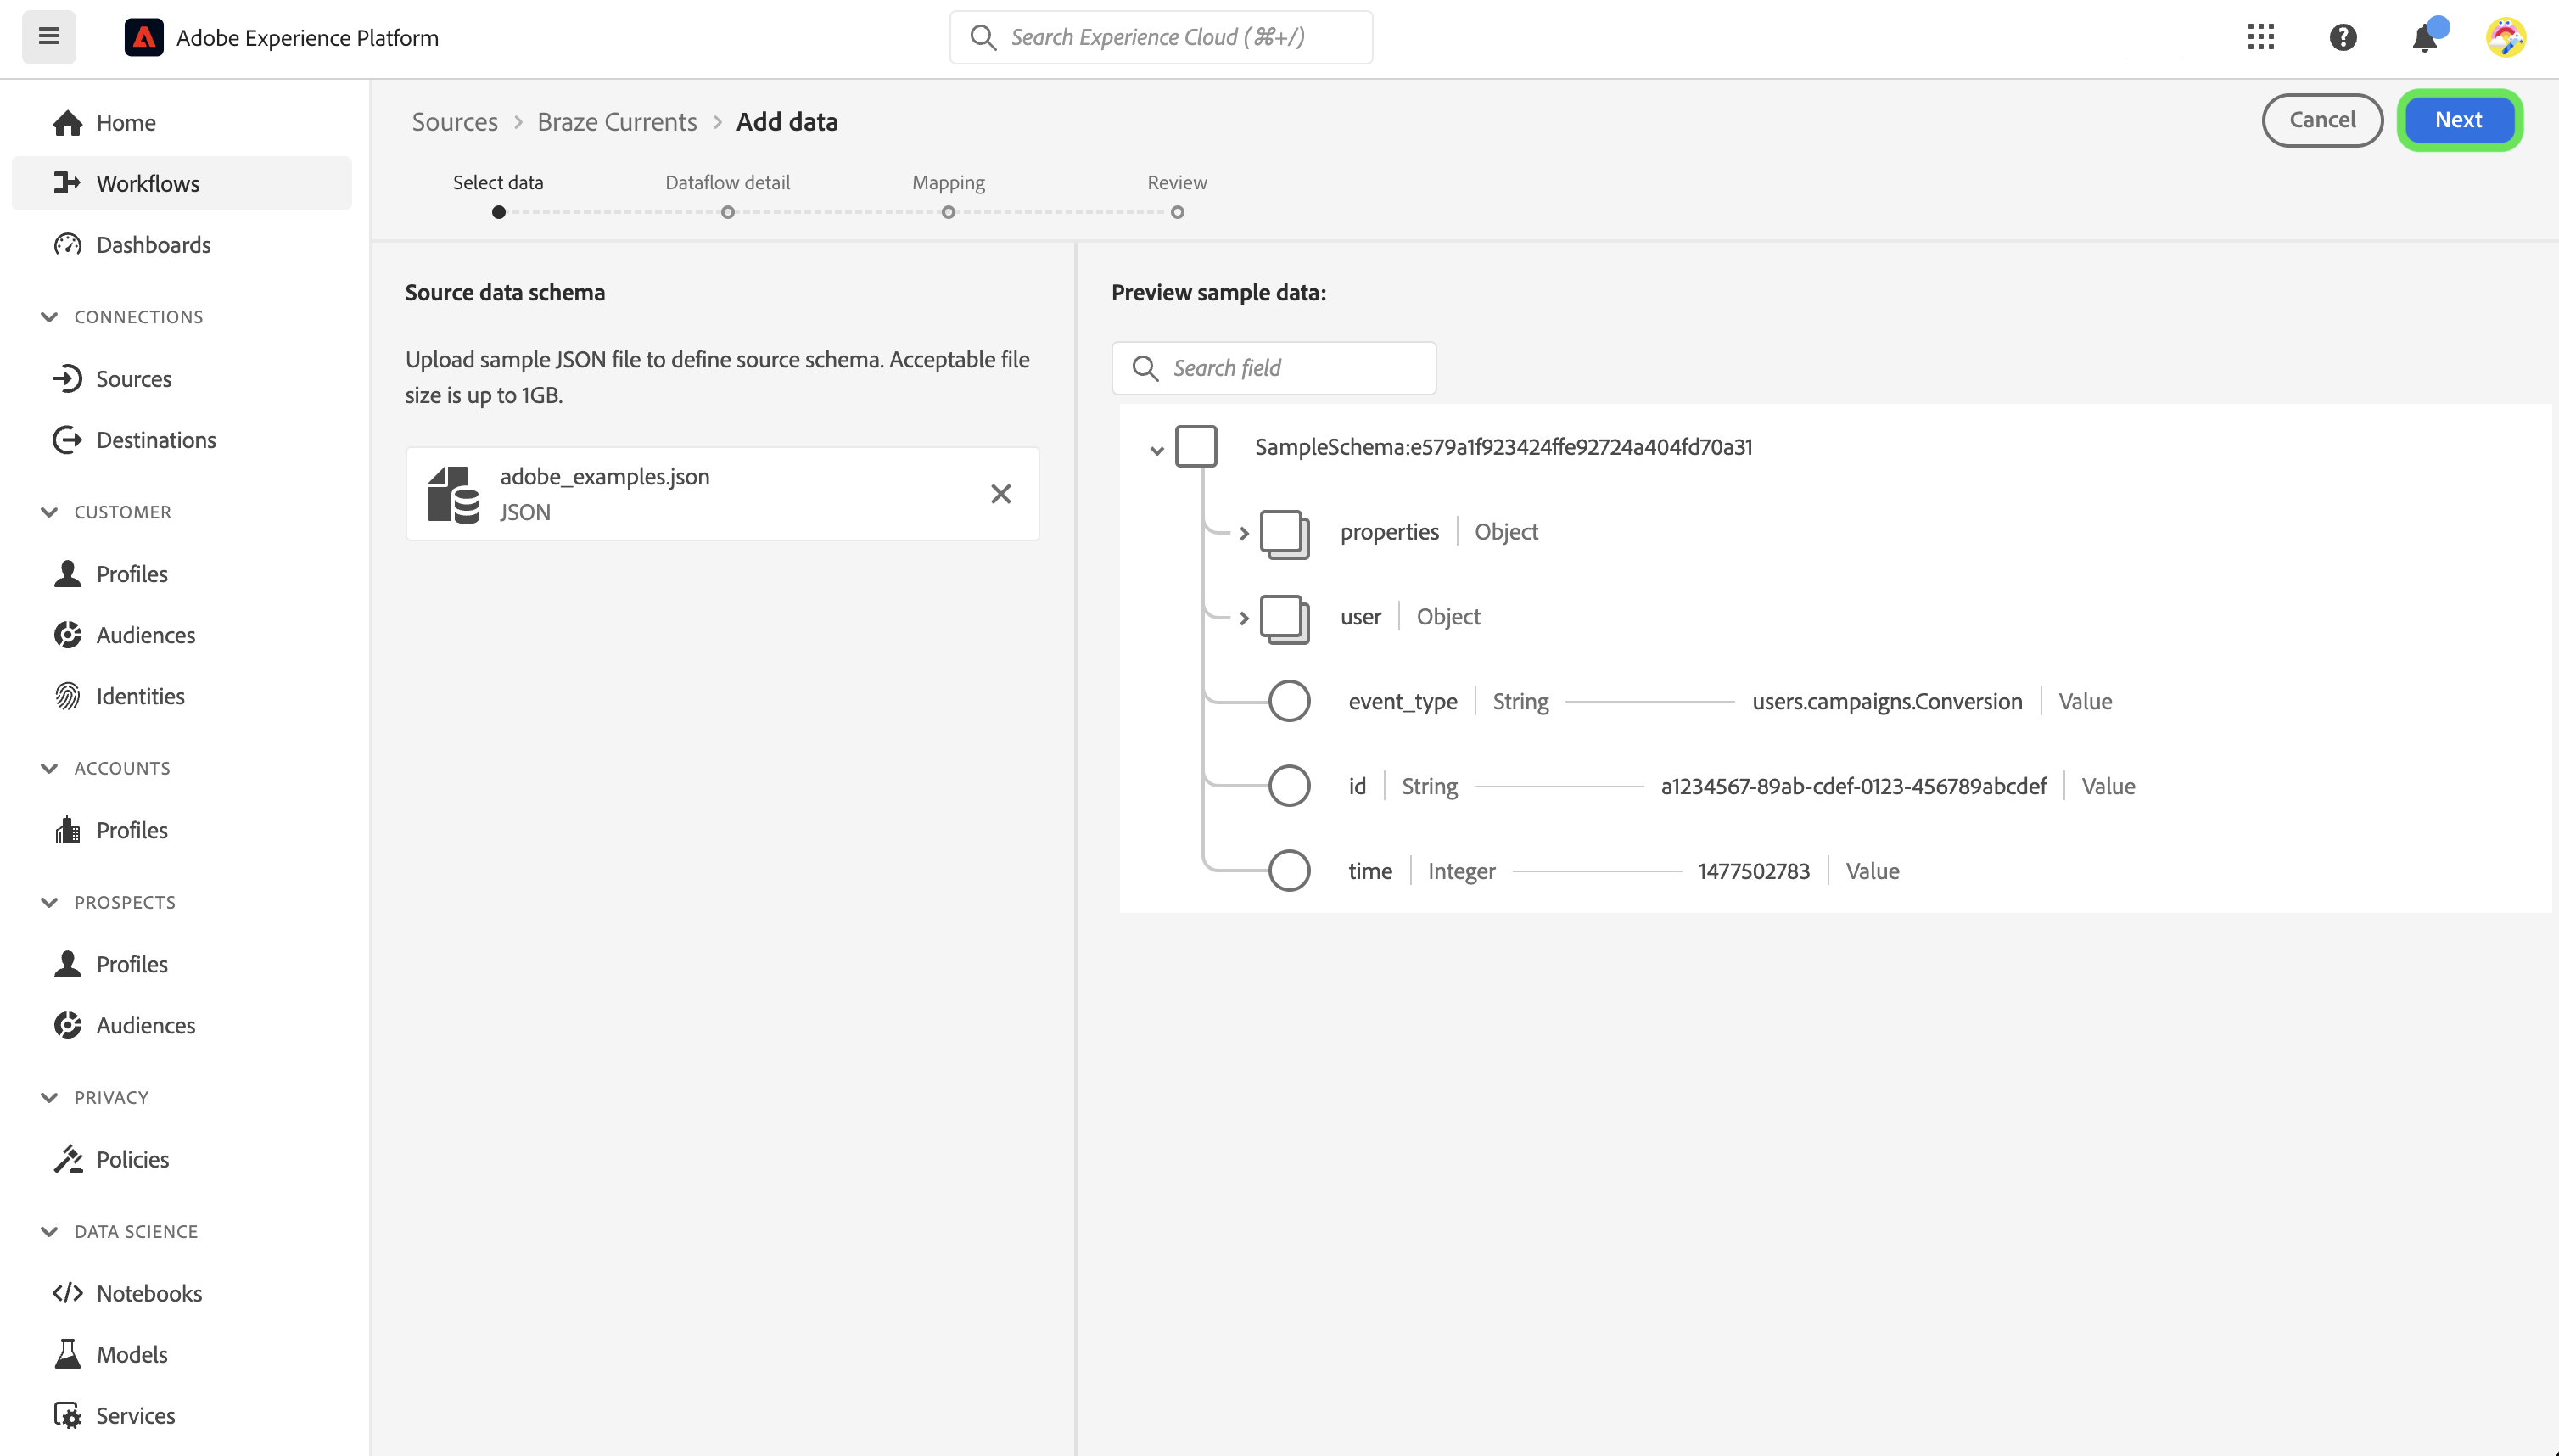 Adobe Experience Platform
Search Experience Cloud (⌘+/)
Home
Workflows
Dashboards
CONNECTIONS
Sources
Destinations
CUSTOMER
Profiles
Audiences
Identities
ACCOUNTS
Profiles
PROSPECTS
Profiles
Audiences
PRIVACY
Policies
DATA SCIENCE
Notebooks
Models
Services
Sources > Braze Currents > Add data
Cancel
Next
Select data
Dataflow detail
Mapping
Review
Source data schema
Upload sample JSON file to define source schema. Acceptable file
size is up to 1GB.
adobe_examples.json
JSON
Preview sample data:
Search field
SampleSchema:e579a1f923424ffe92724a404fd70a31
properties | Object
user | Object
event_type | String users.campaigns.Conversion | Value
id | String a1234567-89ab-cdef-0123-456789abcdef | Value
time | Integer 1477502783 | Value